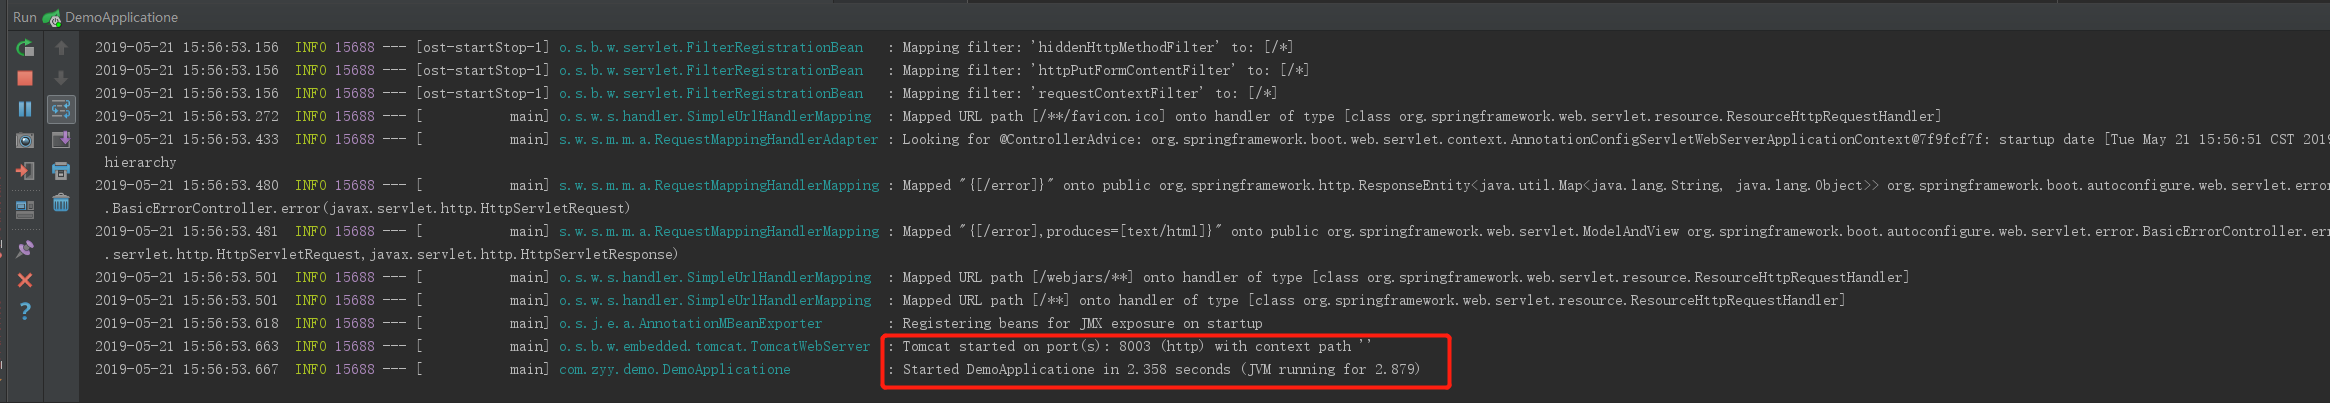 Run DemoApplicatione
2019-05-21 15:56:53.156  INFO 15688 --- [ost-startStop-1] o.s.b.w.servlet.FilterRegistrationBean   : Mapping filter: 'hiddenHttpMethodFilter' to: [/*]
2019-05-21 15:56:53.156  INFO 15688 --- [ost-startStop-1] o.s.b.w.servlet.FilterRegistrationBean   : Mapping filter: 'httpPutFormContentFilter' to: [/*]
2019-05-21 15:56:53.156  INFO 15688 --- [ost-startStop-1] o.s.b.w.servlet.FilterRegistrationBean   : Mapping filter: 'requestContextFilter' to: [/*]
2019-05-21 15:56:53.272  INFO 15688 --- [           main] o.s.w.s.handler.SimpleUrlHandlerMapping  : Mapped URL path [/**/favicon.ico] onto handler of type [class org.springframework.web.servlet.resource.ResourceHttpRequestHandler]
2019-05-21 15:56:53.433  INFO 15688 --- [           main] s.w.s.m.m.a.RequestMappingHandlerAdapter : Looking for @ControllerAdvice: org.springframework.boot.web.servlet.context.AnnotationConfigServletWebServerApplicationContext@7f9fcf7f: startup date [Tue May 21 15:56:51 CST 2019
hierarchy
2019-05-21 15:56:53.480  INFO 15688 --- [           main] s.w.s.m.m.a.RequestMappingHandlerMapping : Mapped "{[/error]}" onto public org.springframework.http.ResponseEntity<java.util.Map<java.lang.String, java.lang.Object>> org.springframework.boot.autoconfigure.web.servlet.error
.BasicErrorController.error(javax.servlet.http.HttpServletRequest)
2019-05-21 15:56:53.481  INFO 15688 --- [           main] s.w.s.m.m.a.RequestMappingHandlerMapping : Mapped "{[/error],produces=[text/html]}" onto public org.springframework.web.servlet.ModelAndView org.springframework.boot.autoconfigure.web.servlet.error.BasicErrorController.er
.servlet.http.HttpServletRequest,javax.servlet.http.HttpServletResponse)
2019-05-21 15:56:53.501  INFO 15688 --- [           main] o.s.w.s.handler.SimpleUrlHandlerMapping  : Mapped URL path [/webjars/**] onto handler of type [class org.springframework.web.servlet.resource.ResourceHttpRequestHandler]
2019-05-21 15:56:53.501  INFO 15688 --- [           main] o.s.w.s.handler.SimpleUrlHandlerMapping  : Mapped URL path [/**] onto handler of type [class org.springframework.web.servlet.resource.ResourceHttpRequestHandler]
2019-05-21 15:56:53.618  INFO 15688 --- [           main] o.s.j.e.a.AnnotationMBeanExporter        : Registering beans for JMX exposure on startup
2019-05-21 15:56:53.663  INFO 15688 --- [           main] o.s.b.w.embedded.tomcat.TomcatWebServer  : Tomcat started on port(s): 8003 (http) with context path ''
2019-05-21 15:56:53.667  INFO 15688 --- [           main] com.zyy.demo.DemoApplicatione            : Started DemoApplicatione in 2.358 seconds (JVM running for 2.879)